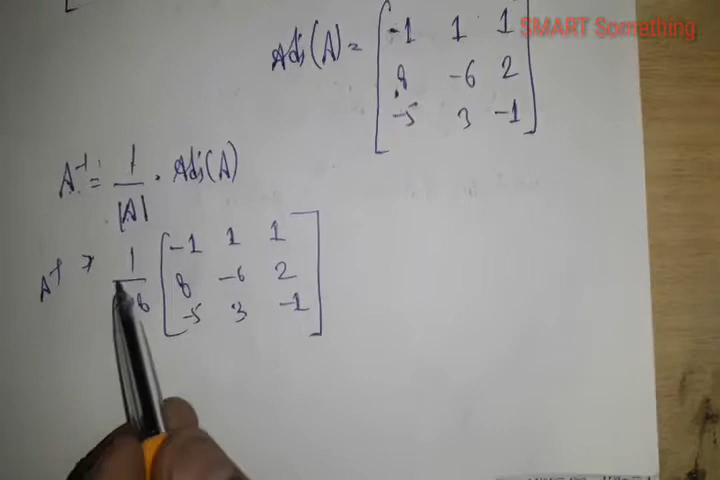 SMART Something
Adj(A) = [ -1 1 1
8 -6 2
-5 3 -1 ]
A⁻¹ = 1/|A| · Adj(A)
A⁻¹ = 1/ 8 [ -1 1 1
8 -6 2
-5 3 -1 ]